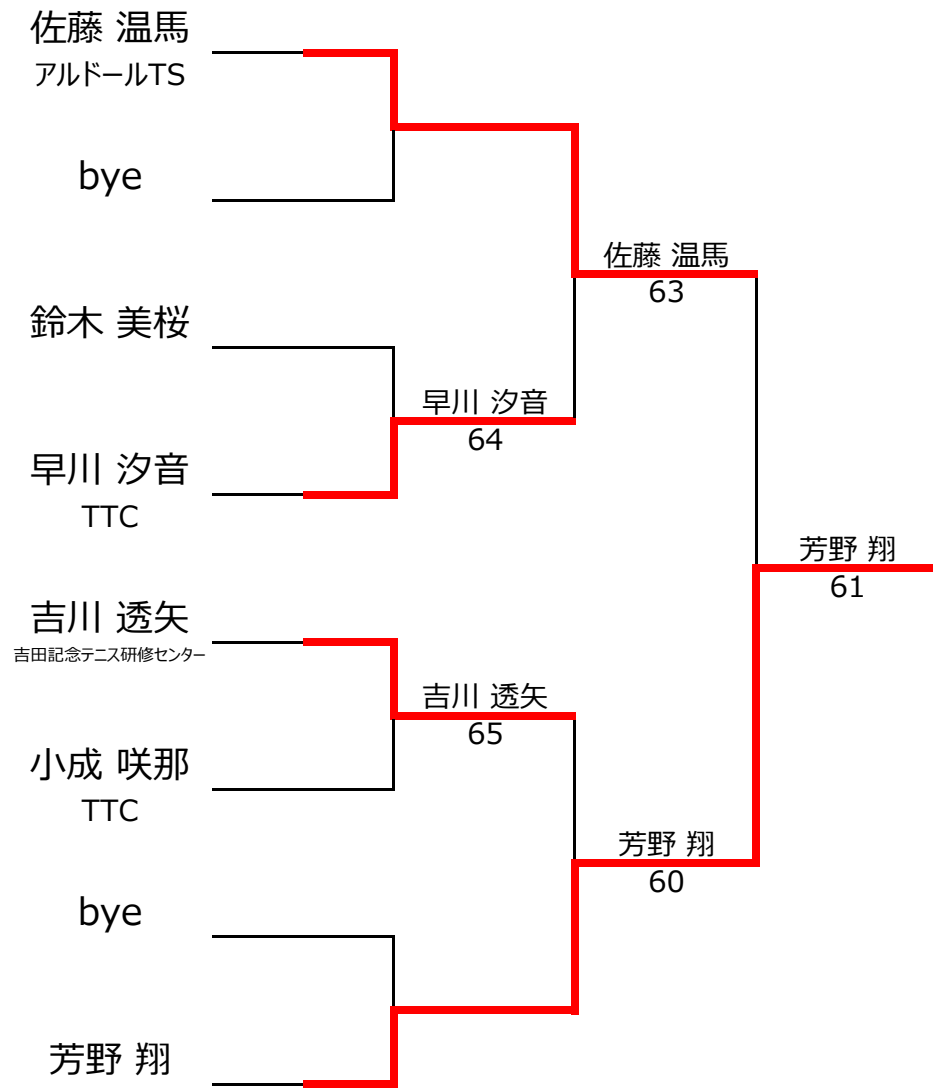 佐藤 温馬
アルドールTS
bye
佐藤 温馬
63
鈴木 美桜
早川 汐音
64
早川 汐音
TTC
芳野 翔
61
吉川 透矢
吉田記念テニス研修センター
吉川 透矢
65
小成 咲那
TTC
芳野 翔
60
bye
芳野 翔